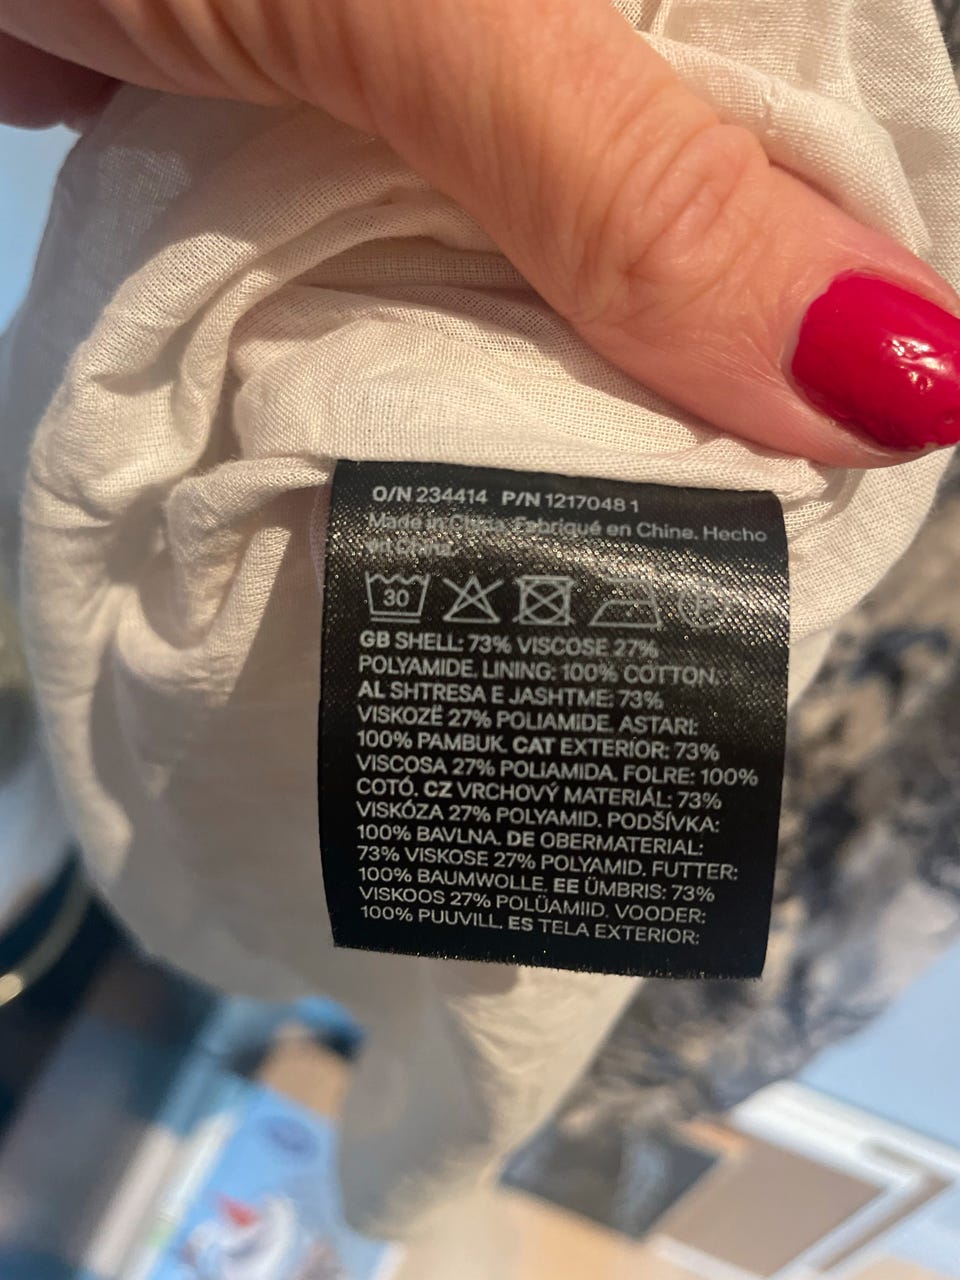 O/N 234414 P/N 1217048 1
Made in China. Fabriqué en Chine. Hecho
en China.
30
P
GB SHELL: 73% VISCOSE 27%
POLYAMIDE. LINING: 100% COTTON.
AL SHTRESA E JASHTME: 73%
VISKOZË 27% POLIAMIDE. ASTARI:
100% PAMBUK. CAT EXTERIOR: 73%
VISCOSA 27% POLIAMIDA. FOLRE: 100%
COTÓ. CZ VRCHOVÝ MATERIÁL: 73%
VISKÓZA 27% POLYAMID. PODŠÍVKA:
100% BAVLNA. DE OBERMATERIAL:
73% VISKOSE 27% POLYAMID. FUTTER:
100% BAUMWOLLE. EE ÜMBRIS: 73%
VISKOOS 27% POLÜAMIID. VOODER:
100% PUUVILL. ES TELA EXTERIOR: